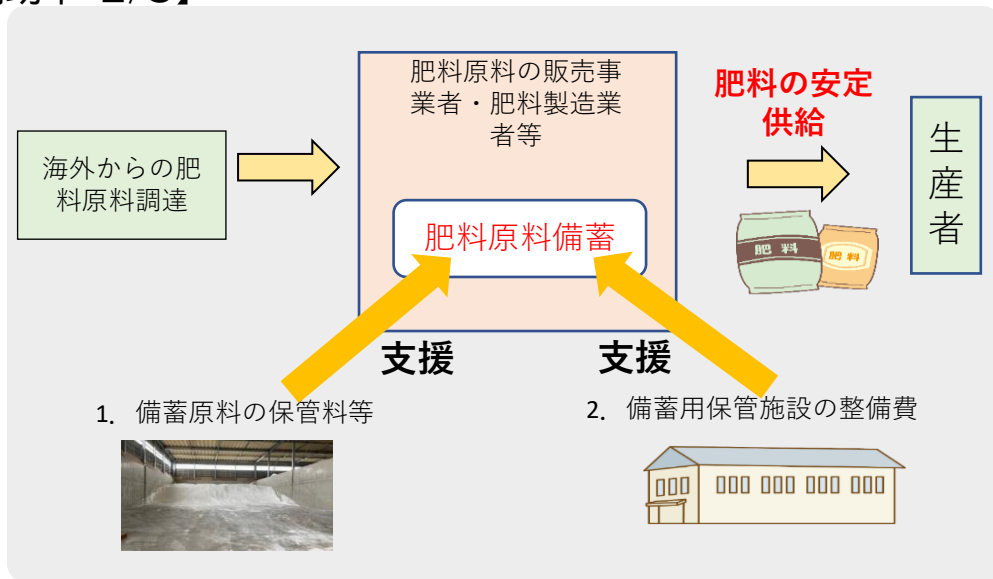 海外からの肥
料原料調達
肥料原料の販売事
業者・肥料製造業
者等
肥料原料備蓄
肥料の安定
供給
肥 料
肥 料
生
産
者
支援
支援
1. 備蓄原料の保管料等
2. 備蓄用保管施設の整備費